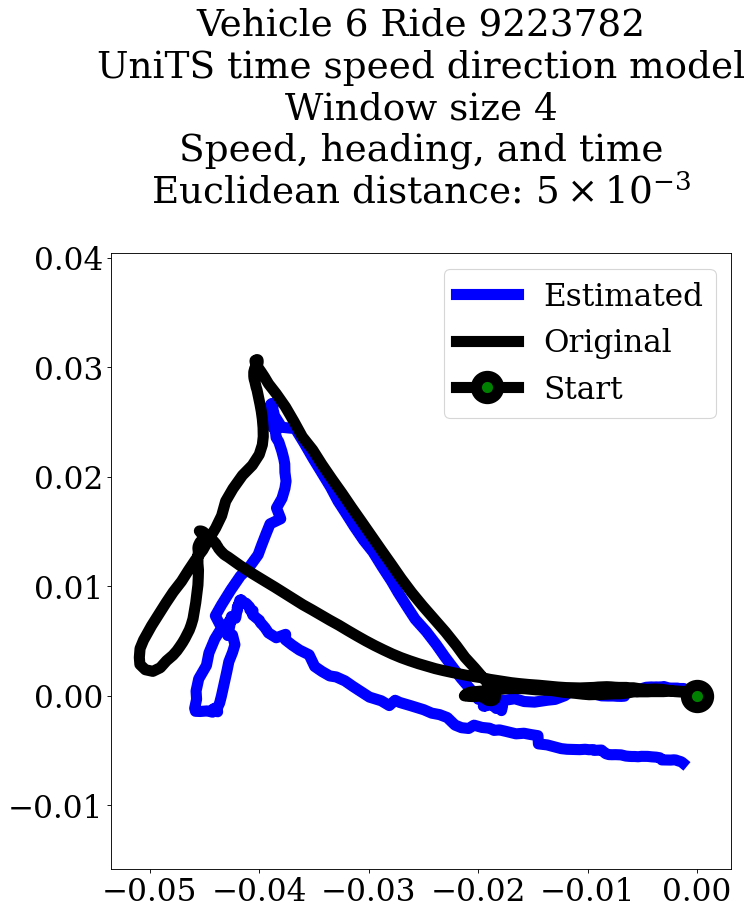 Vehicle 6 Ride 9223782
UniTS time speed direction model
Window size 4
Speed, heading, and time
Euclidean distance: 5 × 10⁻³
0.04
0.03
0.02
0.01
0.00
−0.01
Estimated
Original
Start
−0.05 −0.04 −0.03 −0.02 −0.01 0.00